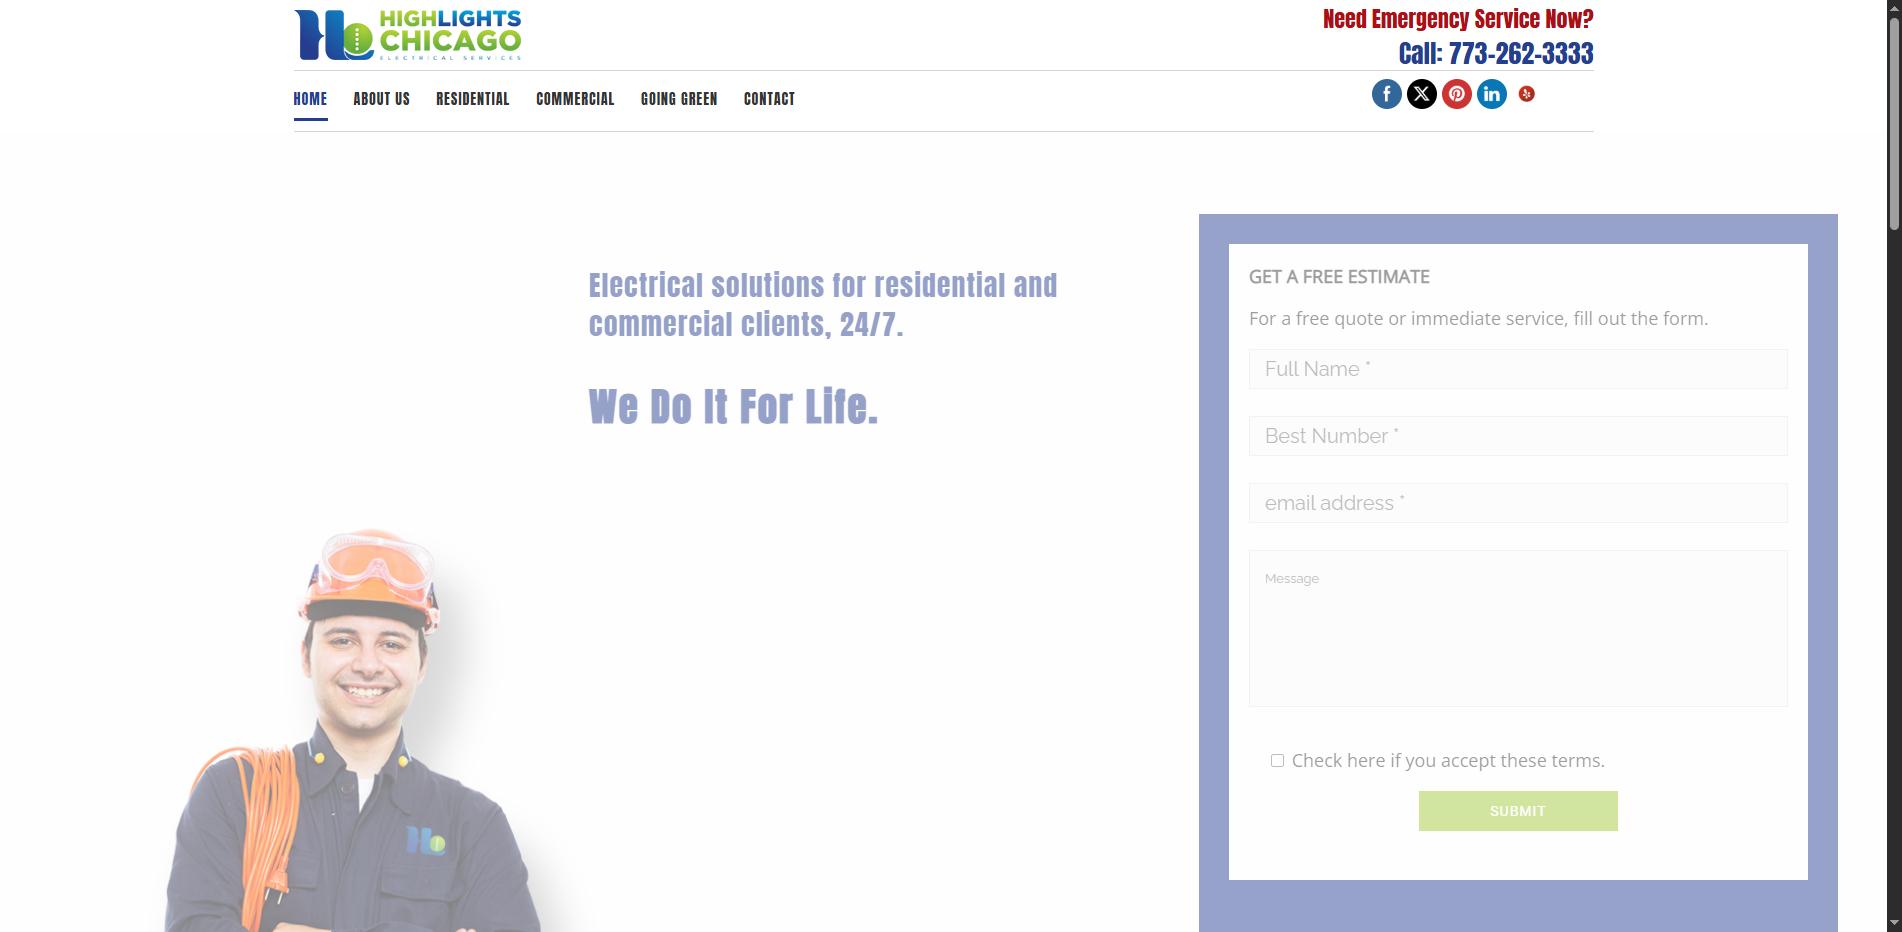 HIGHLIGHTS
CHICAGO
ELECTRICAL SERVICES
Need Emergency Service Now?
Call: 773-262-3333
HOME
ABOUT US
RESIDENTIAL
COMMERCIAL
GOING GREEN
CONTACT
Electrical solutions for residential and
commercial clients, 24/7.
We Do It For Life.
GET A FREE ESTIMATE
For a free quote or immediate service, fill out the form.
Full Name *
Best Number *
email address *
Message
Check here if you accept these terms.
SUBMIT